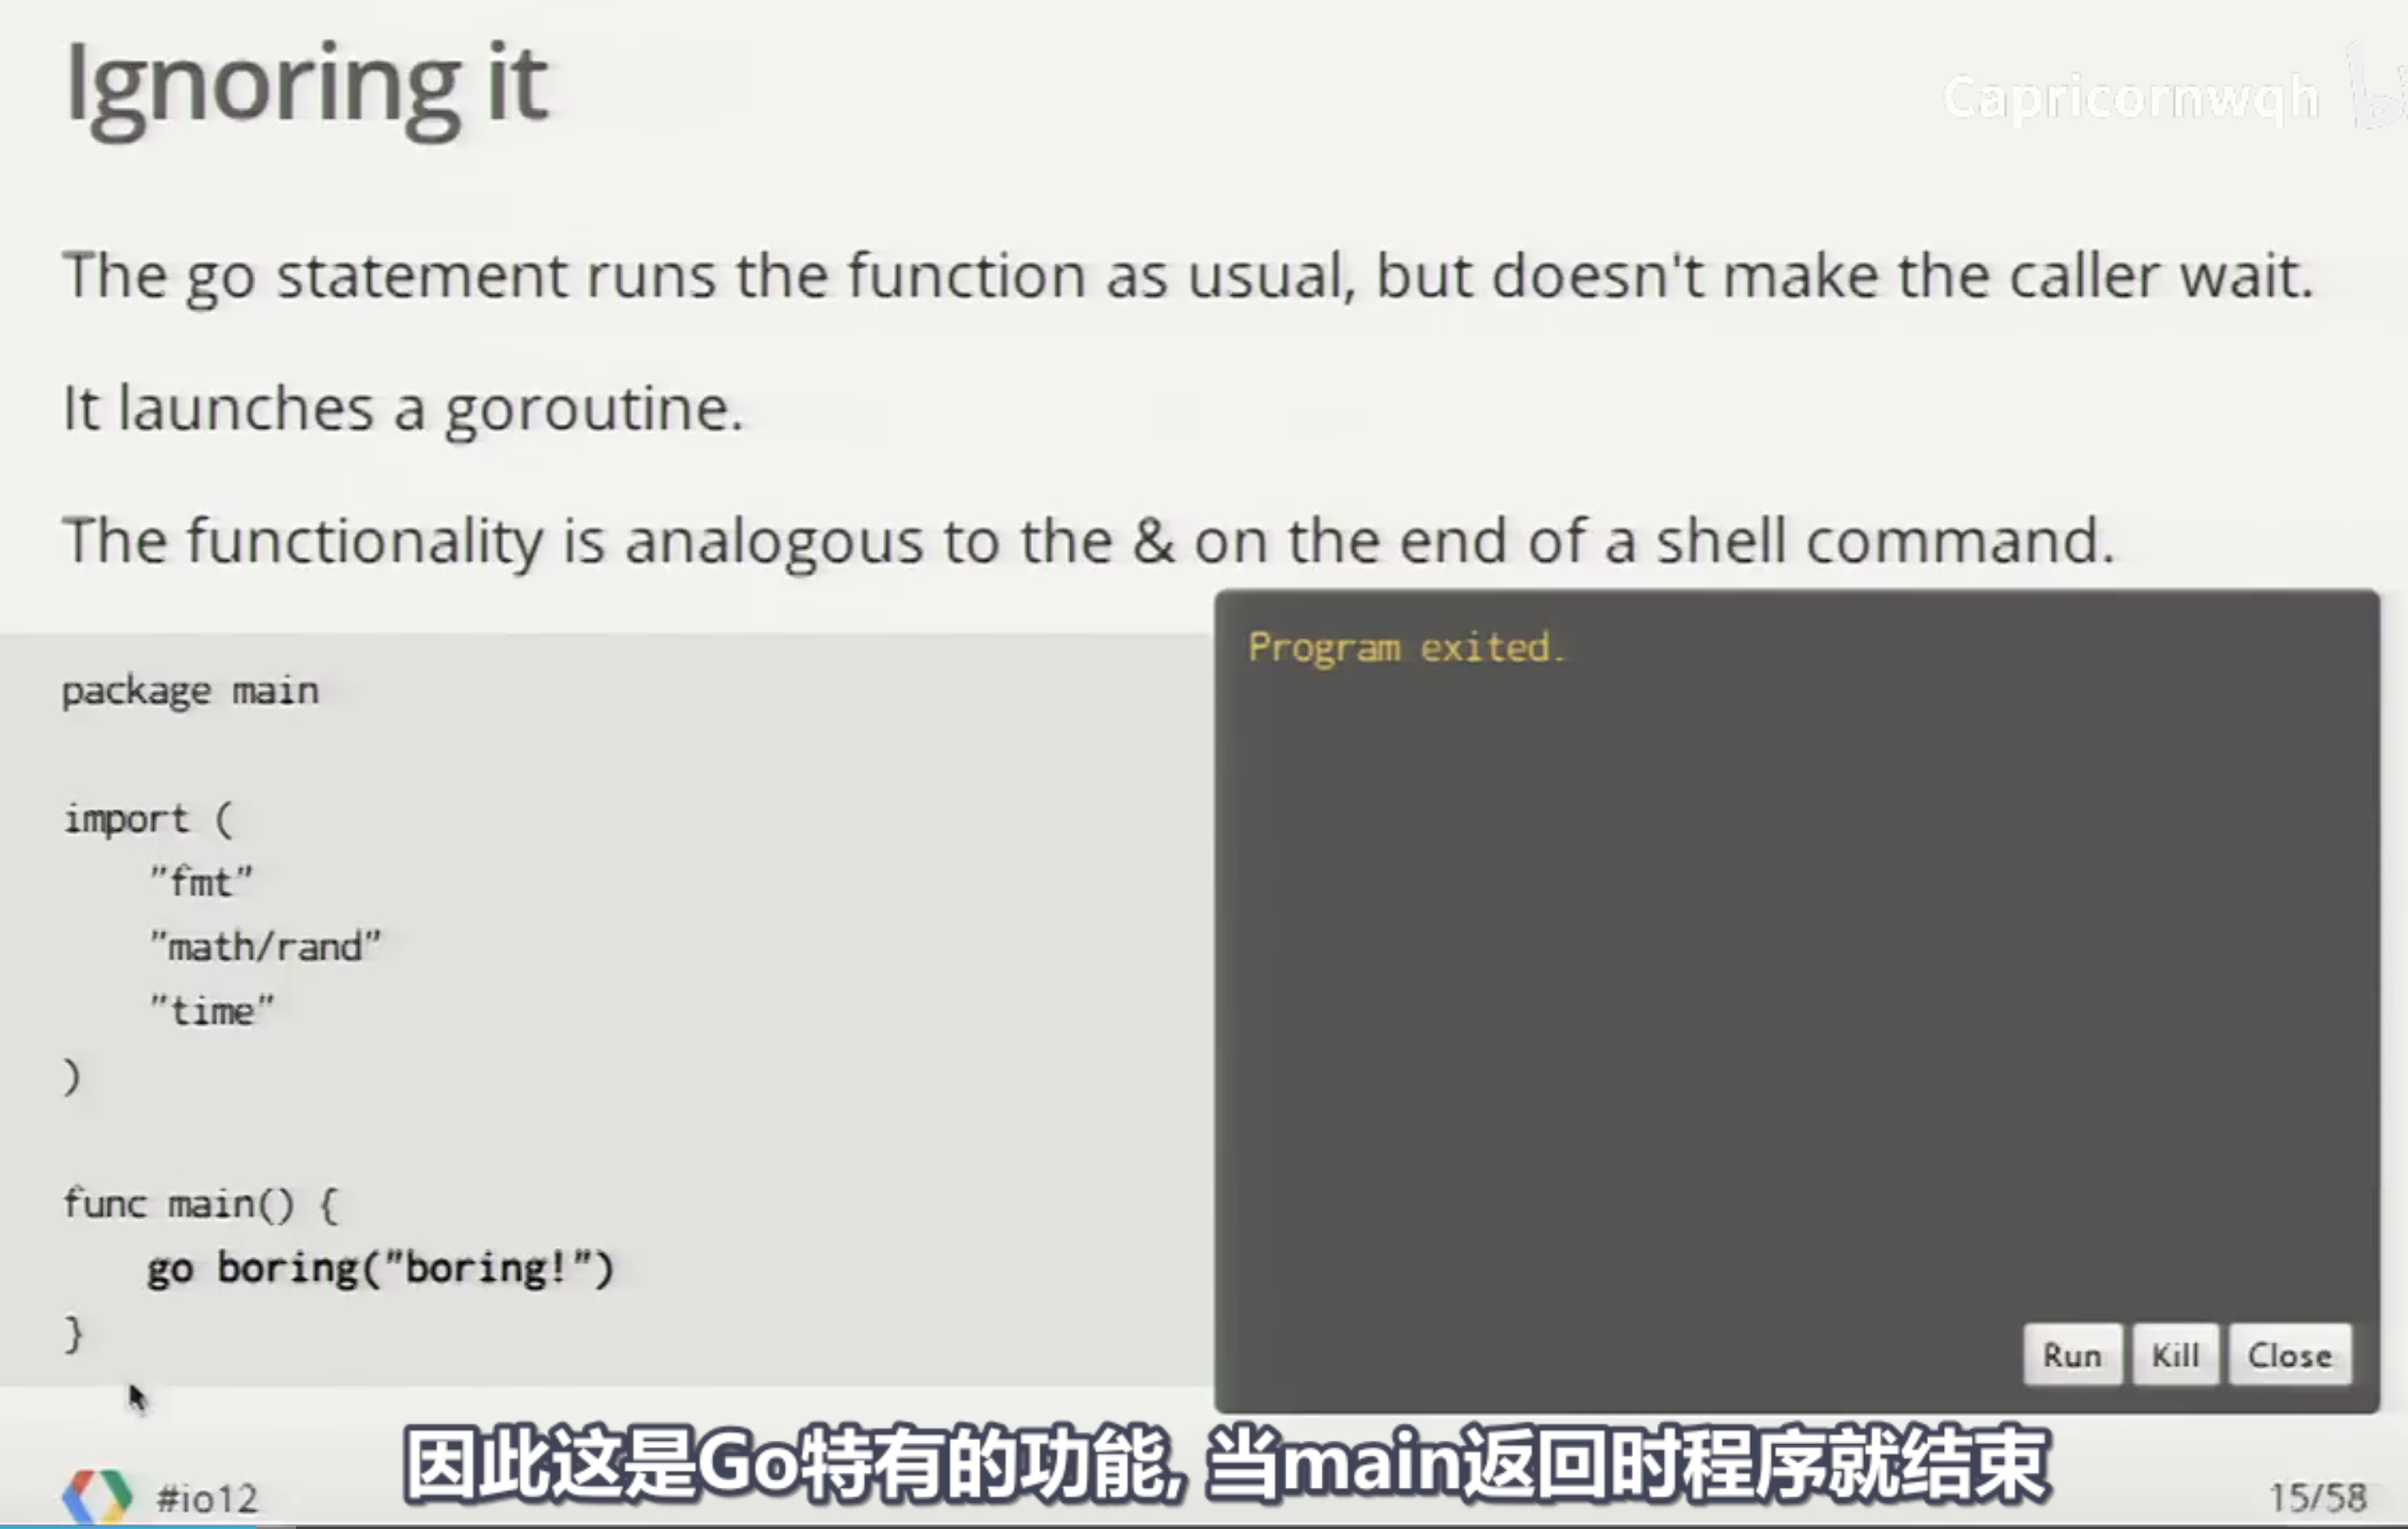 Ignoring it
Capricornwqh
The go statement runs the function as usual, but doesn't make the caller wait.
It launches a goroutine.
The functionality is analogous to the & on the end of a shell command.
package main
import (
"fmt"
"math/rand"
"time"
)
func main() {
go boring("boring!")
}
Program exited.
Run Kill Close
因此这是Go特有的功能, 当main返回时程序就结束
#io12
15/58